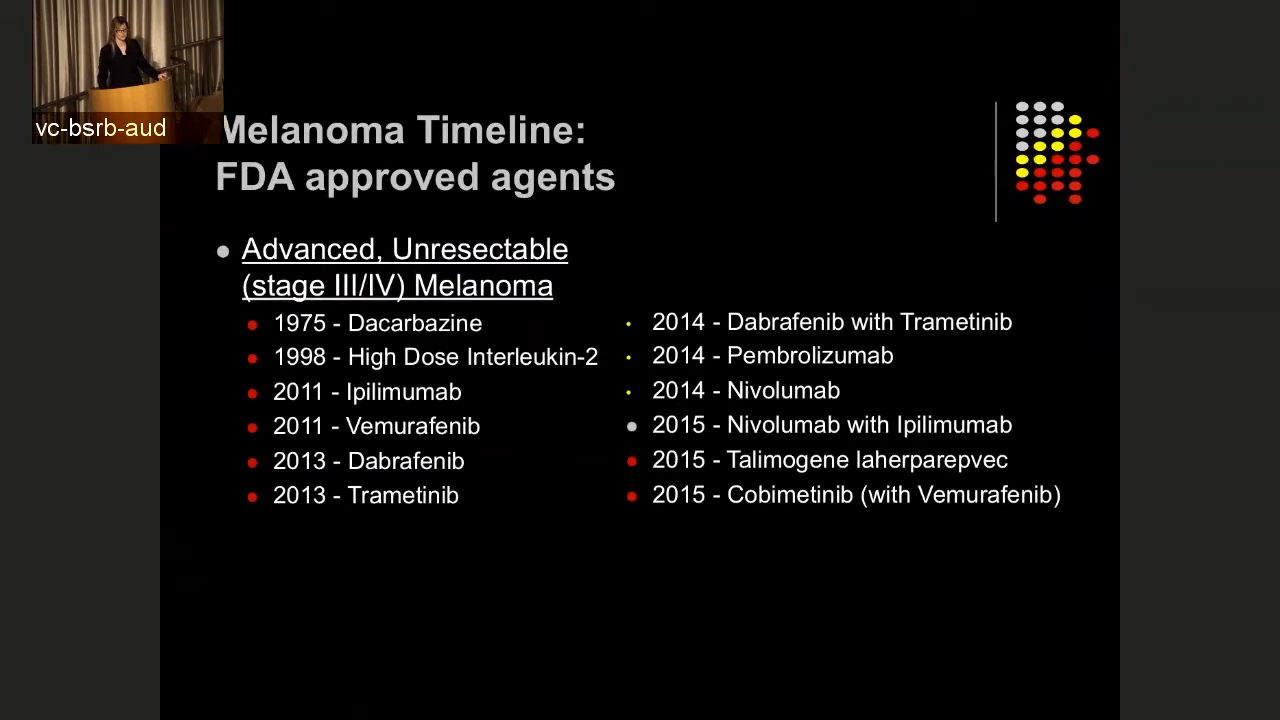 vc-bsrb-aud
Melanoma Timeline:
FDA approved agents
Advanced, Unresectable
(stage III/IV) Melanoma
1975 - Dacarbazine
1998 - High Dose Interleukin-2
2011 - Ipilimumab
2011 - Vemurafenib
2013 - Dabrafenib
2013 - Trametinib
2014 - Dabrafenib with Trametinib
2014 - Pembrolizumab
2014 - Nivolumab
2015 - Nivolumab with Ipilimumab
2015 - Talimogene laherparepvec
2015 - Cobimetinib (with Vemurafenib)